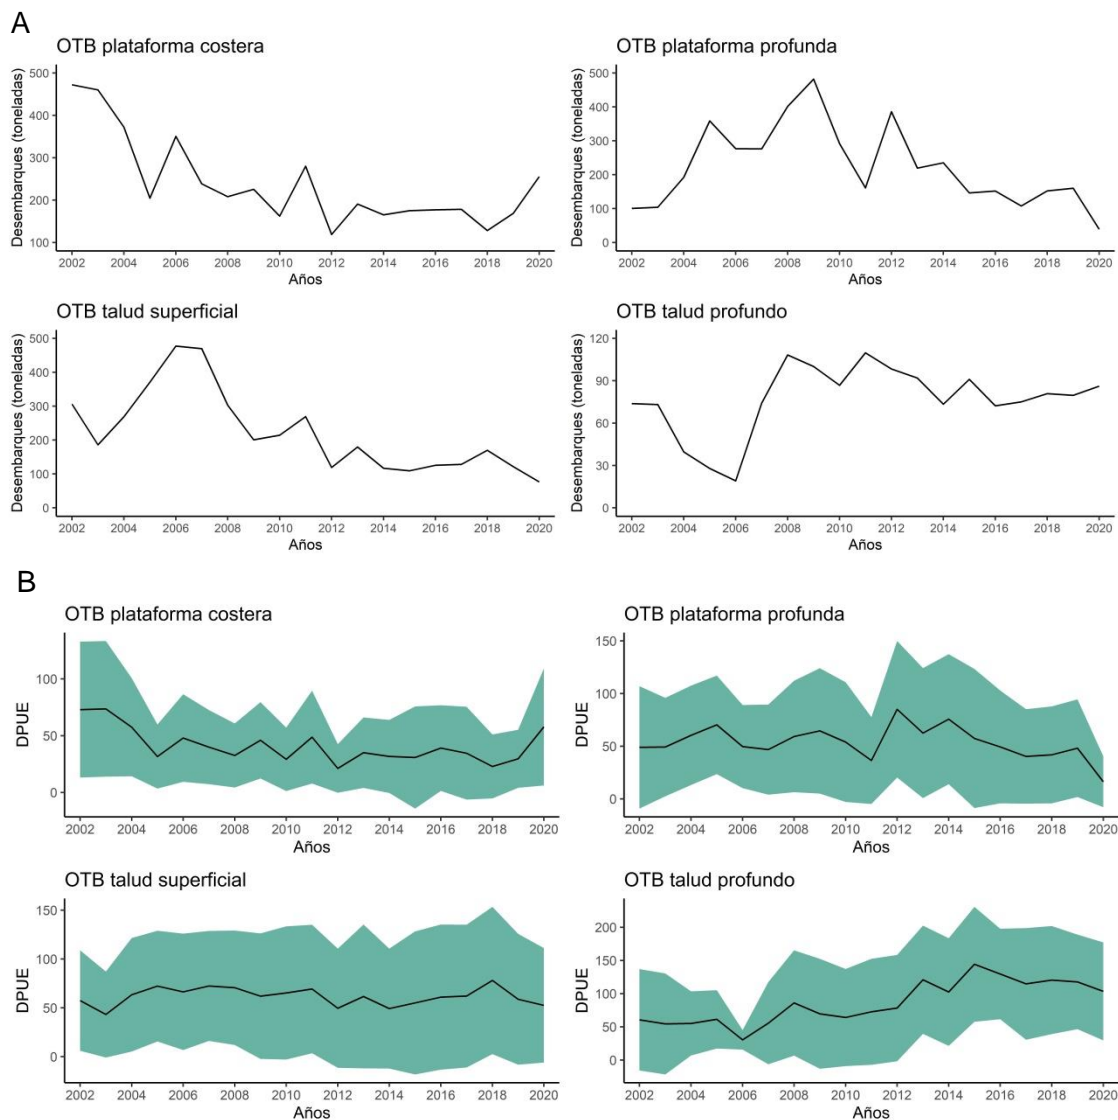 A
OTB plataforma costera
Desembarques (toneladas)
500
400
300
200
100
2002 2004 2006 2008 2010 2012 2014 2016 2018 2020
Años
OTB plataforma profunda
Desembarques (toneladas)
500
400
300
200
100
0
2002 2004 2006 2008 2010 2012 2014 2016 2018 2020
Años
OTB talud superficial
Desembarques (toneladas)
500
400
300
200
100
0
2002 2004 2006 2008 2010 2012 2014 2016 2018 2020
Años
OTB talud profundo
Desembarques (toneladas)
120
90
60
30
0
2002 2004 2006 2008 2010 2012 2014 2016 2018 2020
Años
B
OTB plataforma costera
DPUE
100
50
0
2002 2004 2006 2008 2010 2012 2014 2016 2018 2020
Años
OTB plataforma profunda
DPUE
150
100
50
0
2002 2004 2006 2008 2010 2012 2014 2016 2018 2020
Años
OTB talud superficial
DPUE
150
100
50
0
2002 2004 2006 2008 2010 2012 2014 2016 2018 2020
Años
OTB talud profundo
DPUE
200
150
100
50
0
2002 2004 2006 2008 2010 2012 2014 2016 2018 2020
Años